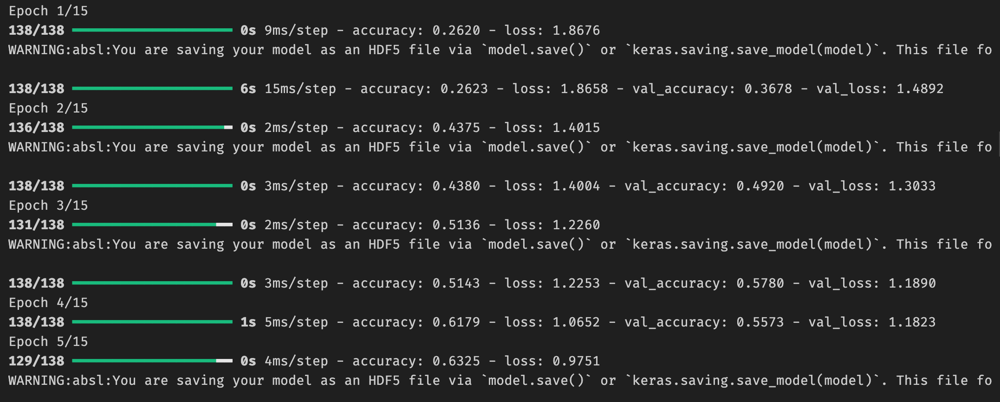 Epoch 1/15
138/138 0s 9ms/step - accuracy: 0.2620 - loss: 1.8676
WARNING:absl:You are saving your model as an HDF5 file via `model.save()` or `keras.saving.save_model(model)`. This file fo
138/138 6s 15ms/step - accuracy: 0.2623 - loss: 1.8658 - val_accuracy: 0.3678 - val_loss: 1.4892
Epoch 2/15
136/138 0s 2ms/step - accuracy: 0.4375 - loss: 1.4015
WARNING:absl:You are saving your model as an HDF5 file via `model.save()` or `keras.saving.save_model(model)`. This file fo
138/138 0s 3ms/step - accuracy: 0.4380 - loss: 1.4004 - val_accuracy: 0.4920 - val_loss: 1.3033
Epoch 3/15
131/138 0s 2ms/step - accuracy: 0.5136 - loss: 1.2260
WARNING:absl:You are saving your model as an HDF5 file via `model.save()` or `keras.saving.save_model(model)`. This file fo
138/138 0s 3ms/step - accuracy: 0.5143 - loss: 1.2253 - val_accuracy: 0.5780 - val_loss: 1.1890
Epoch 4/15
138/138 1s 5ms/step - accuracy: 0.6179 - loss: 1.0652 - val_accuracy: 0.5573 - val_loss: 1.1823
Epoch 5/15
129/138 0s 4ms/step - accuracy: 0.6325 - loss: 0.9751
WARNING:absl:You are saving your model as an HDF5 file via `model.save()` or `keras.saving.save_model(model)`. This file fo